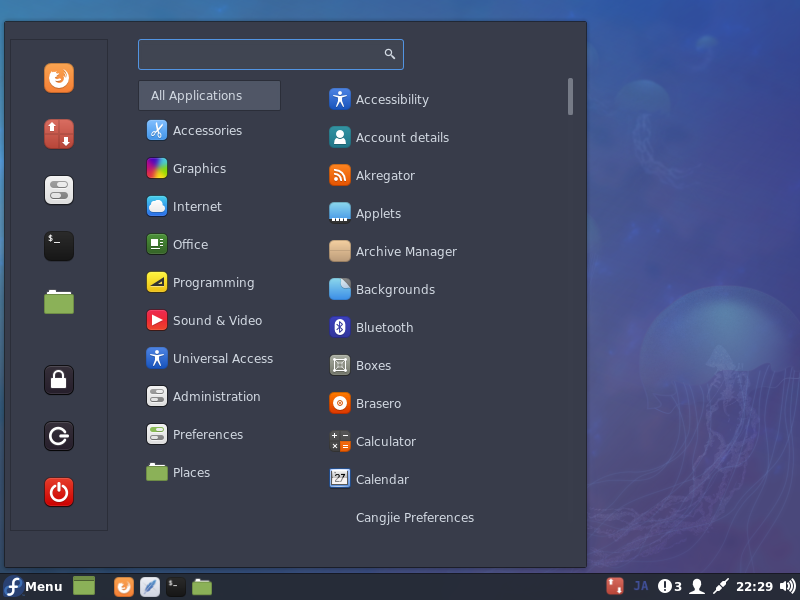 All Applications
Accessories
Graphics
Internet
Office
Programming
Sound & Video
Universal Access
Administration
Preferences
Places
Accessibility
Account details
Akregator
Applets
Archive Manager
Backgrounds
Bluetooth
Boxes
Brasero
Calculator
Calendar
Cangjie Preferences
Menu
JA
3
22:29